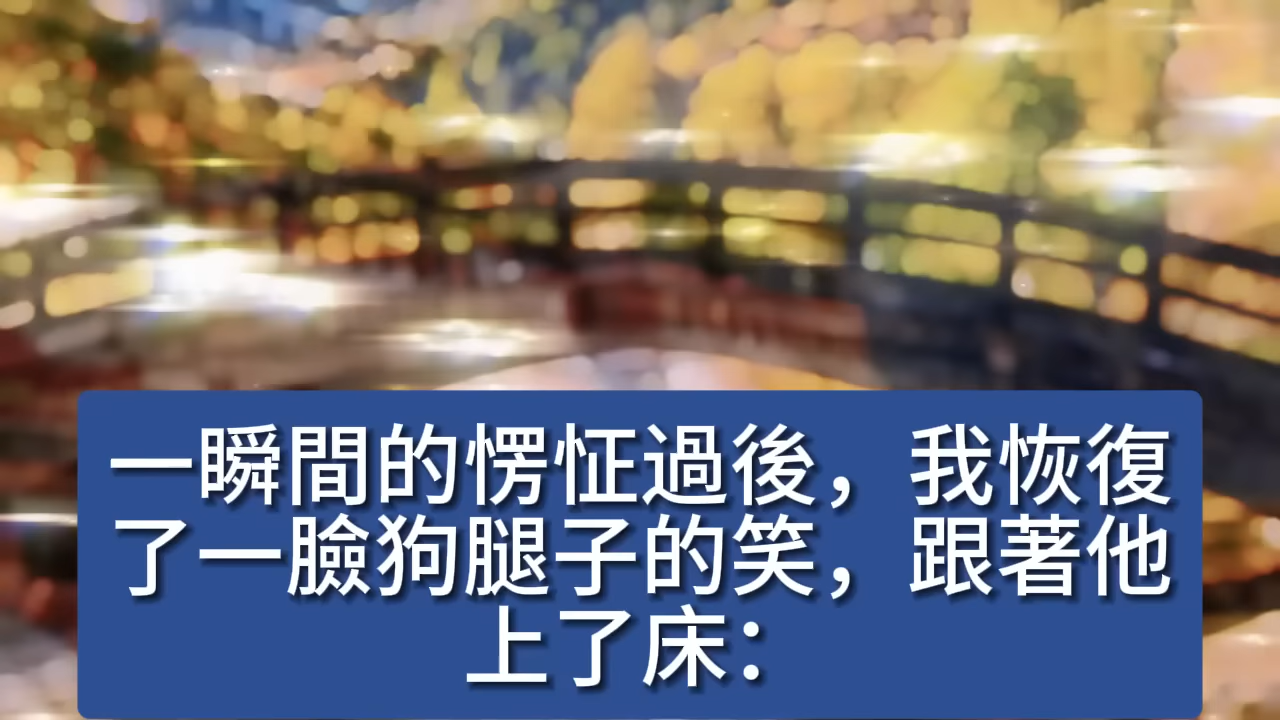 一瞬間的愣怔過後，我恢復
了一臉狗腿子的笑，跟著他
上了床：